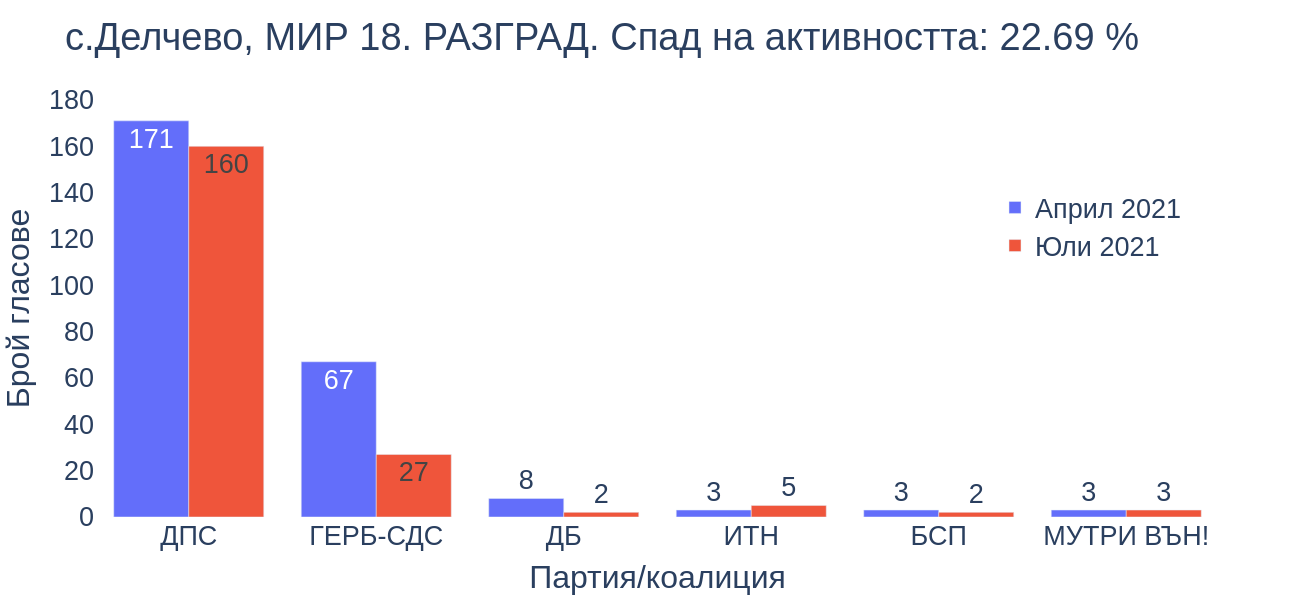 с.Делчево, МИР 18. РАЗГРАД. Спад на активността: 22.69 %
Брой гласове
180
160
140
120
100
80
60
40
20
0
171
160
67
27
8
2
3
5
3
2
3
3
Април 2021
Юли 2021
ДПС
ГЕРБ-СДС
ДБ
ИТН
БСП
МУТРИ ВЪН!
Партия/коалиция